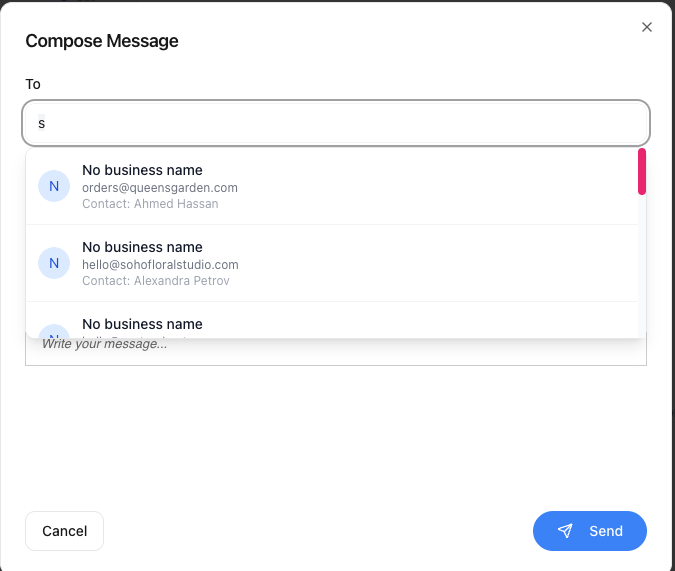 Compose Message
To
s
N
No business name
orders@queensgarden.com
Contact: Ahmed Hassan
N
No business name
hello@sohofloralstudio.com
Contact: Alexandra Petrov
N
No business name
Write your message...
Cancel
Send